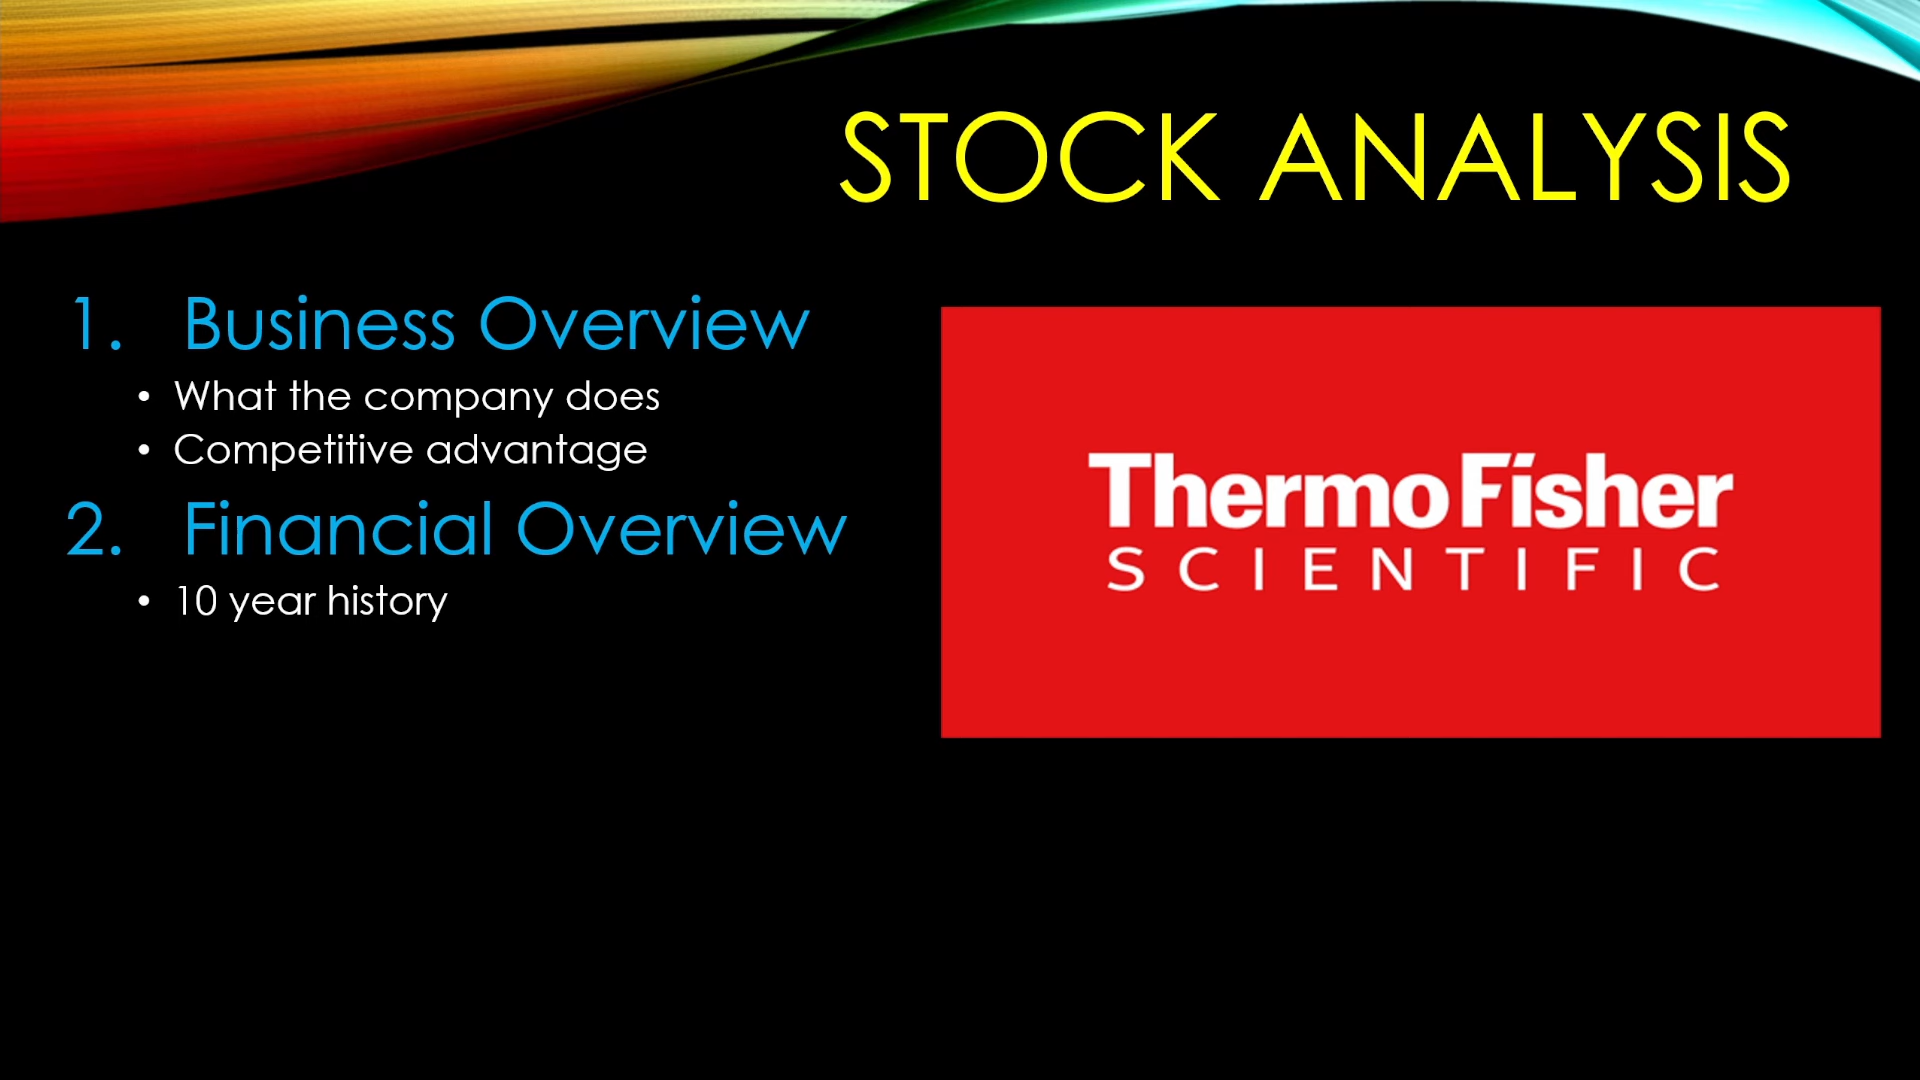 STOCK ANALYSIS
1. Business Overview
• What the company does
• Competitive advantage
2. Financial Overview
• 10 year history
ThermoFisher
SCIENTIFIC